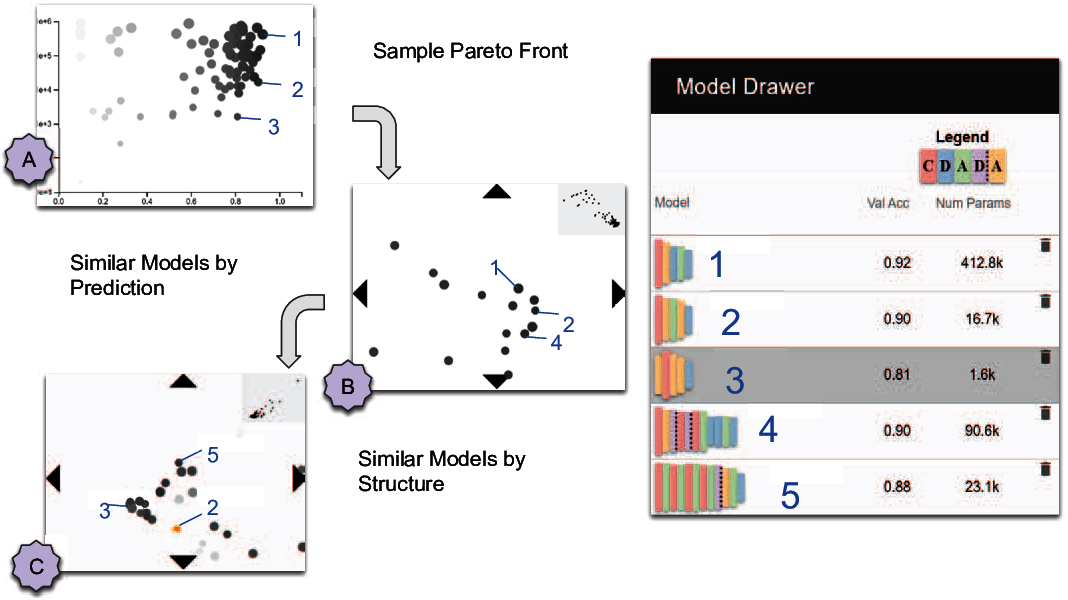 e+6
e+5
e+4
e+3
e+1
0.0 0.2 0.4 0.6 0.8 1.0
1
2
3
A
Sample Pareto Front
Similar Models by
Prediction
1
2
4
B
Similar Models by
Structure
5
3
2
C
Model Drawer
Legend
C D A D A
Model Val Acc Num Params
1 0.92 412.8k
2 0.90 16.7k
3 0.81 1.6k
4 0.90 90.6k
5 0.88 23.1k